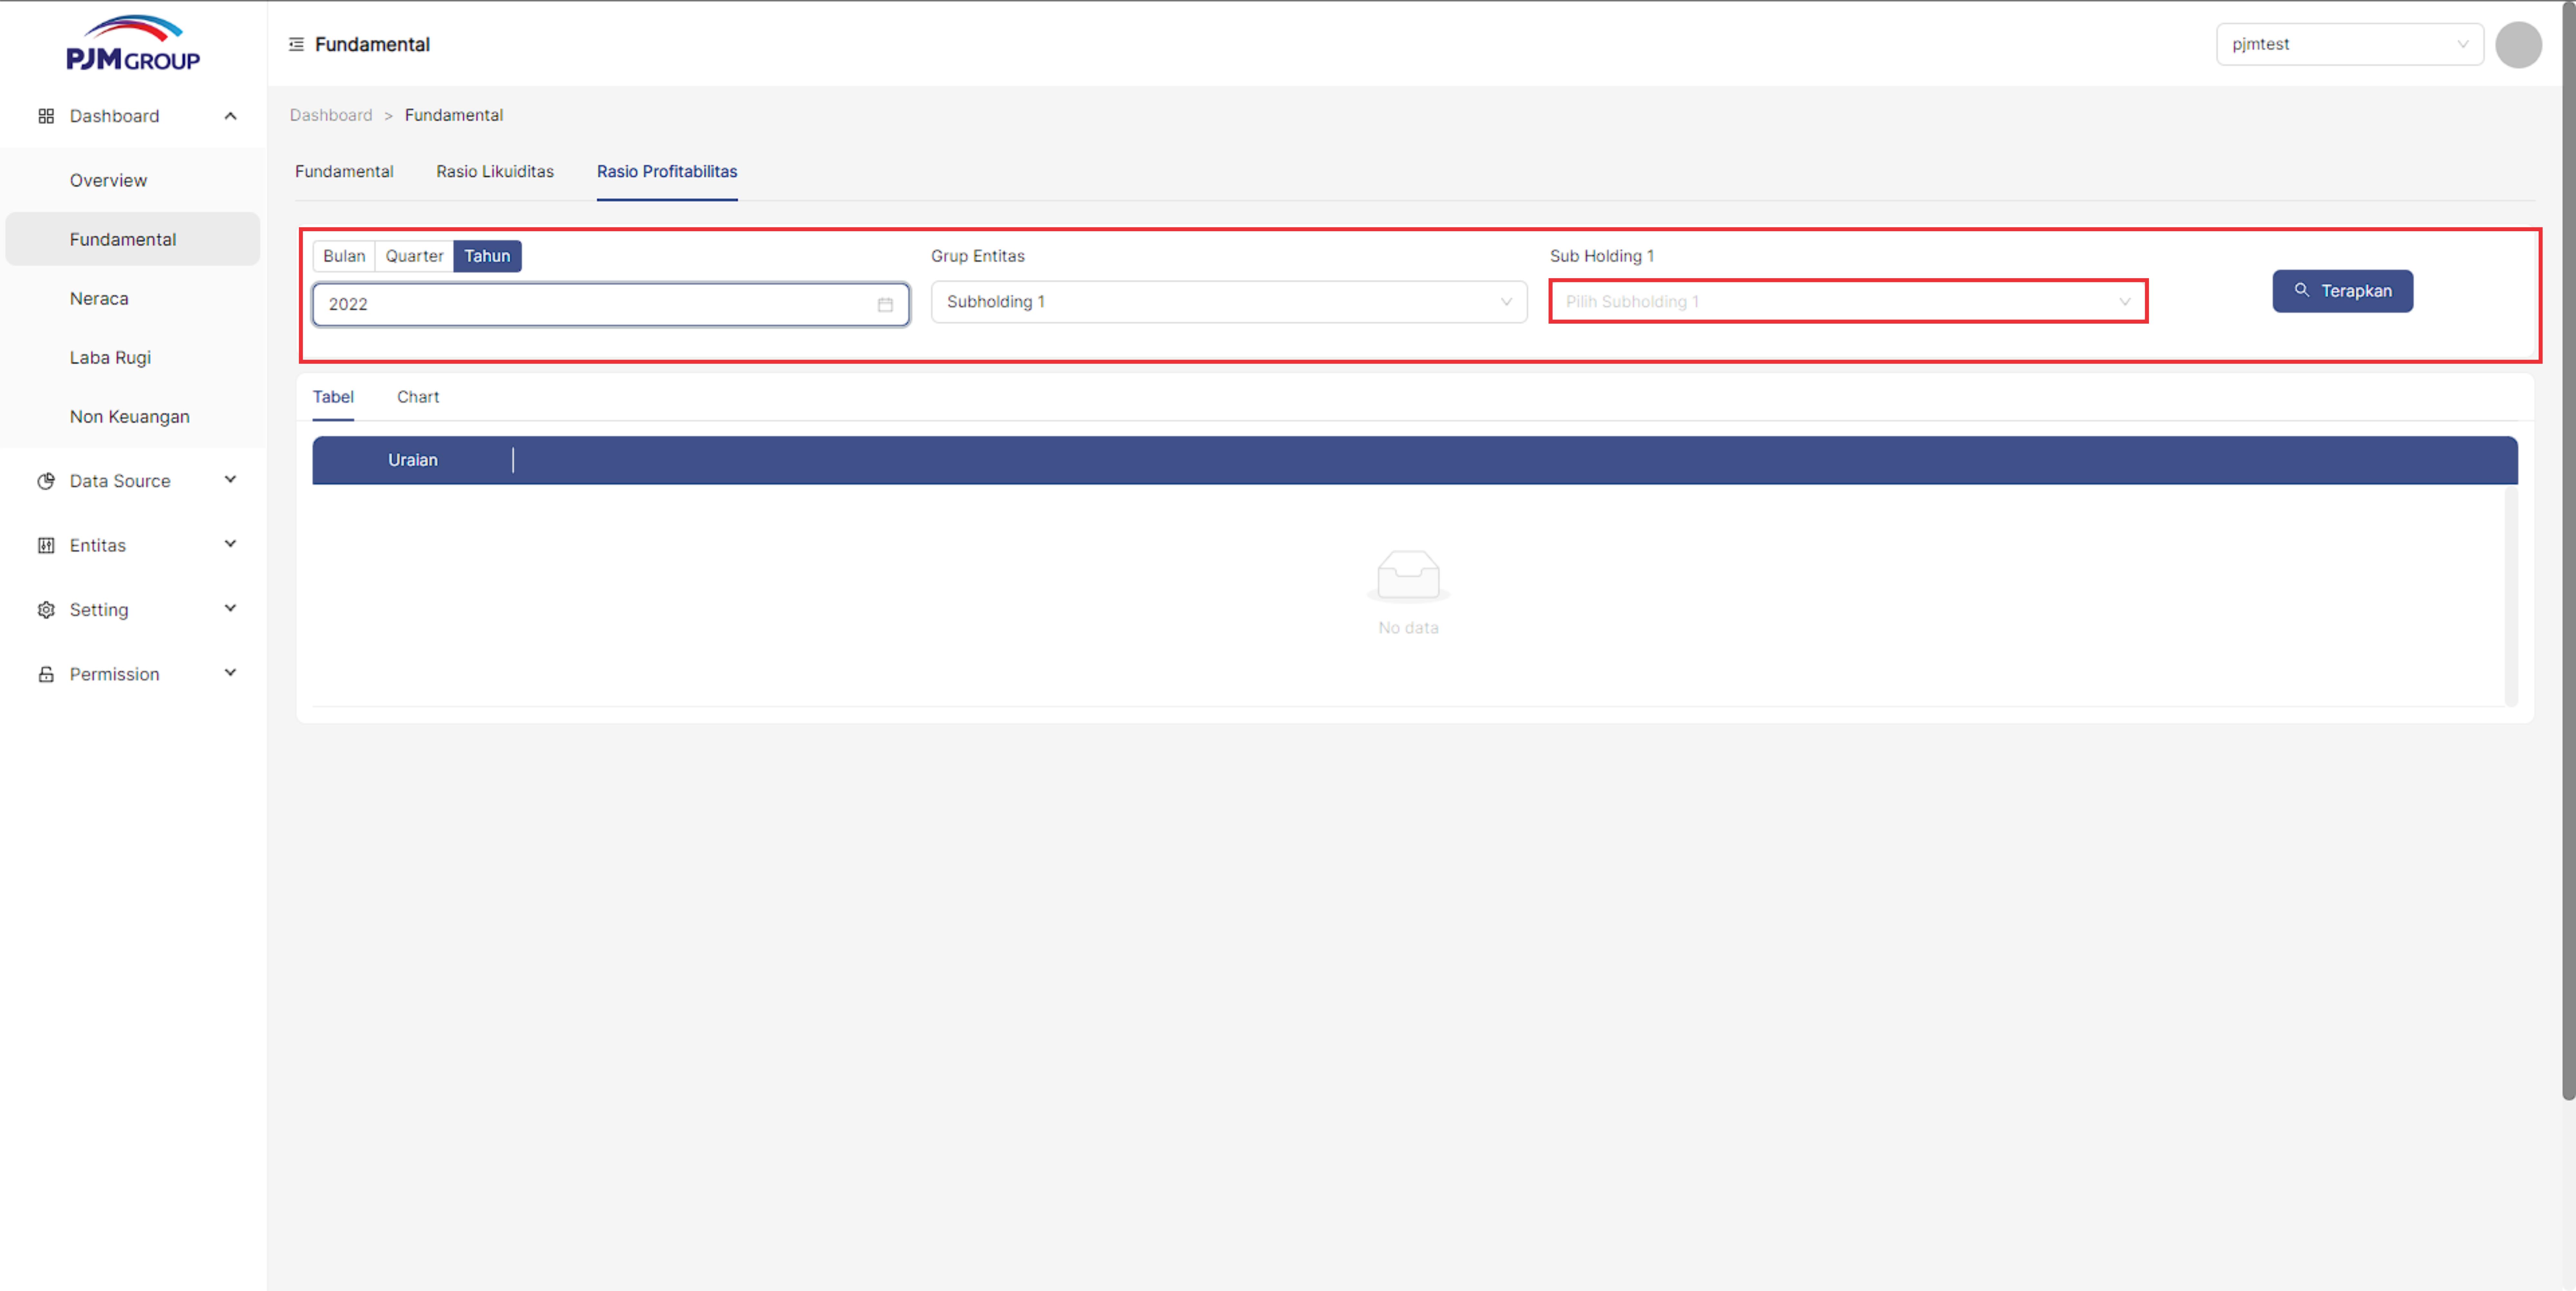 PJM GROUP
Fundamental
pjmtest
Dashboard
Overview
Fundamental
Neraca
Laba Rugi
Non Keuangan
Data Source
Entitas
Setting
Permission
Dashboard > Fundamental
Fundamental Rasio Likuiditas Rasio Profitabilitas
Bulan Quarter Tahun
2022
Grup Entitas
Subholding 1
Sub Holding 1
Pilih Subholding 1
Terapkan
Tabel Chart
Uraian
No data